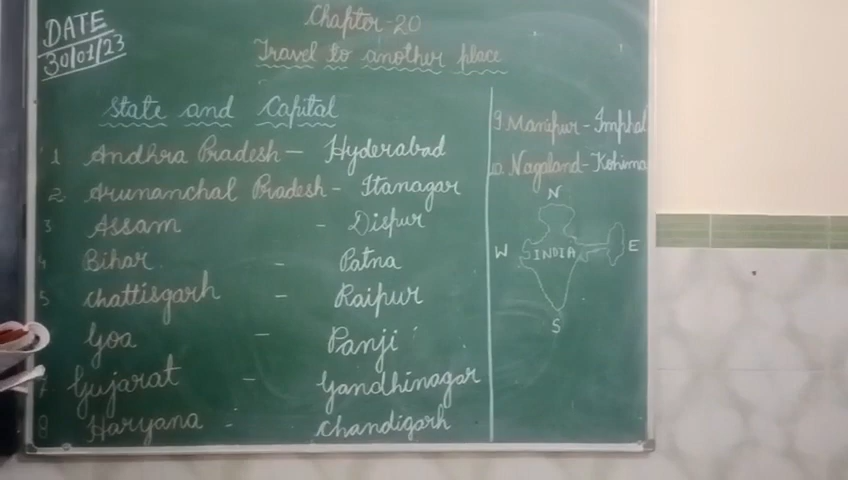 DATE
30/01/23
Chapter-20
Travel to another place
State and Capital
1 Andhra Pradesh - Hyderabad
2. Arunanchal Pradesh - Itanagar
3 Assam - Dispur
4 Bihar - Patna
5 Chattisgarh - Raipur
Goa - Panji
7 Gujarat - Gandhinagar
8 Haryana - Chandigarh
9 Manipur - Imphal
10. Nagaland - Kohima
N
W INDIA E
S